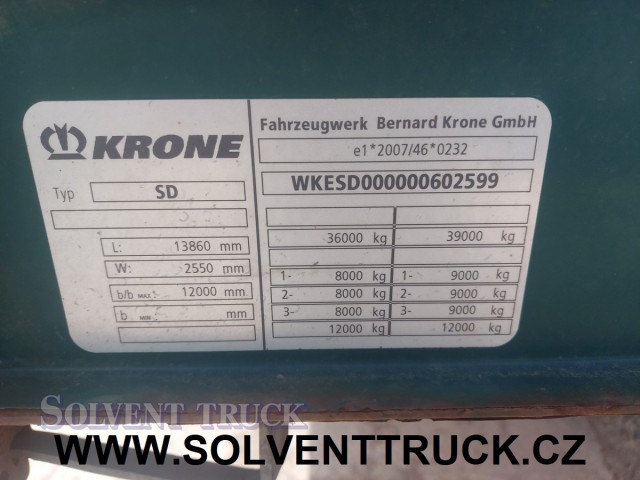 KRONE
Typ SD
L: 13860 mm
W: 2550 mm
b/b MAX 12000 mm
b MIN mm
Fahrzeugwerk Bernard Krone GmbH
e1*2007/46*0232
WKESD000000602599
36000 kg 39000 kg
1- 8000 kg 1- 9000 kg
2- 8000 kg 2- 9000 kg
3- 8000 kg 3- 9000 kg
12000 kg 12000 kg
SOLVENT TRUCK
WWW.SOLVENTTRUCK.CZ